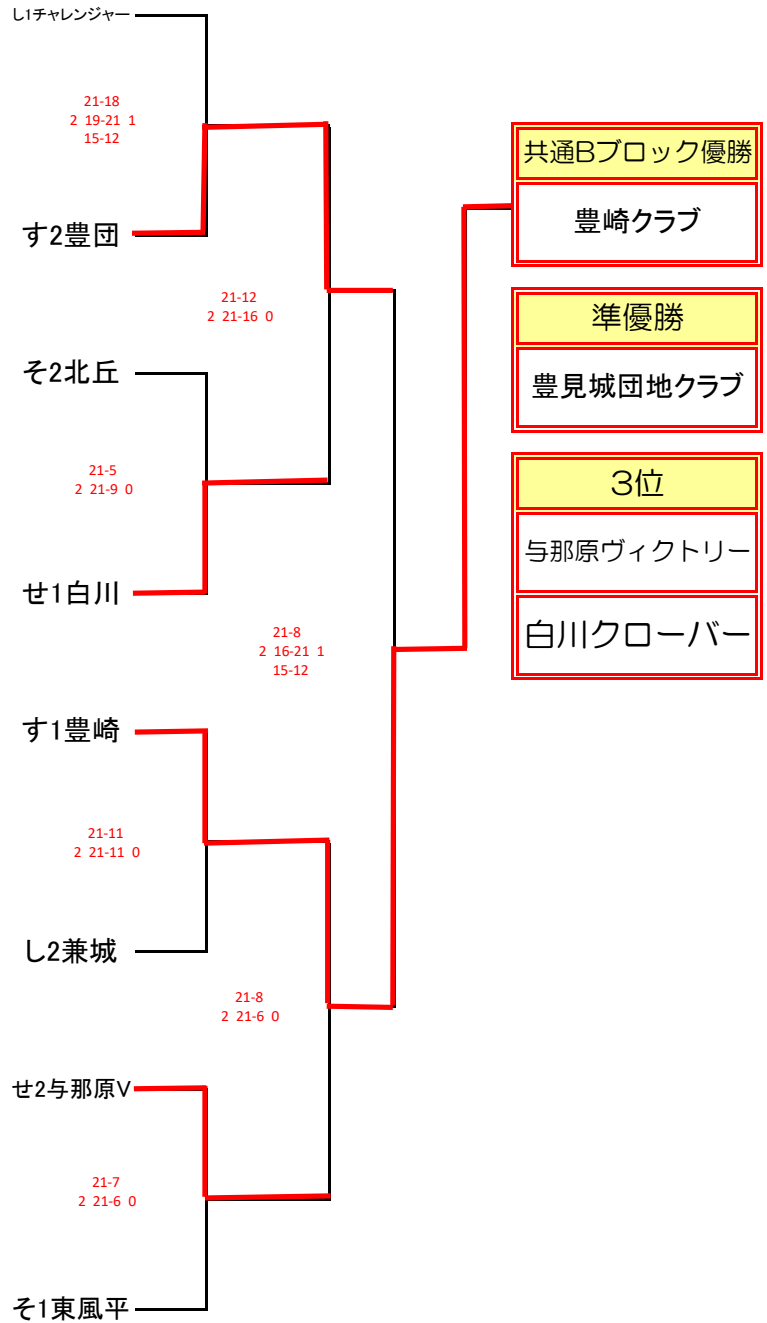 し1チャレンジャー
21-18
2 19-21 1
15-12
す2豊団
21-12
2 21-16 0
そ2北丘
21-5
2 21-9 0
せ1白川
21-8
2 16-21 1
15-12
す1豊崎
21-11
2 21-11 0
し2兼城
21-8
2 21-6 0
せ2与那原V
21-7
2 21-6 0
そ1東風平
共通Bブロック優勝
豊崎クラブ
準優勝
豊見城団地クラブ
3位
与那原ヴィクトリー
白川クローバー